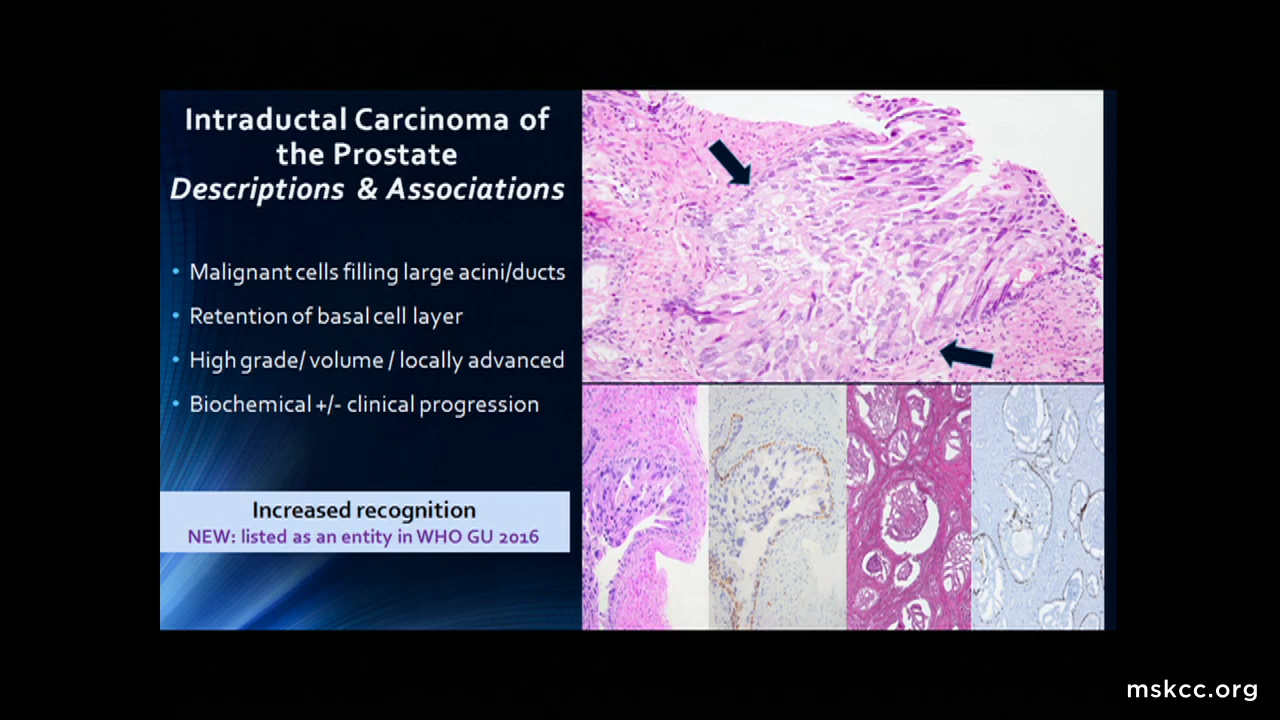 Intraductal Carcinoma of
the Prostate
Descriptions & Associations
• Malignant cells filling large acini/ducts
• Retention of basal cell layer
• High grade/ volume / locally advanced
• Biochemical +/- clinical progression
Increased recognition
NEW: listed as an entity in WHO GU 2016
mskcc.org